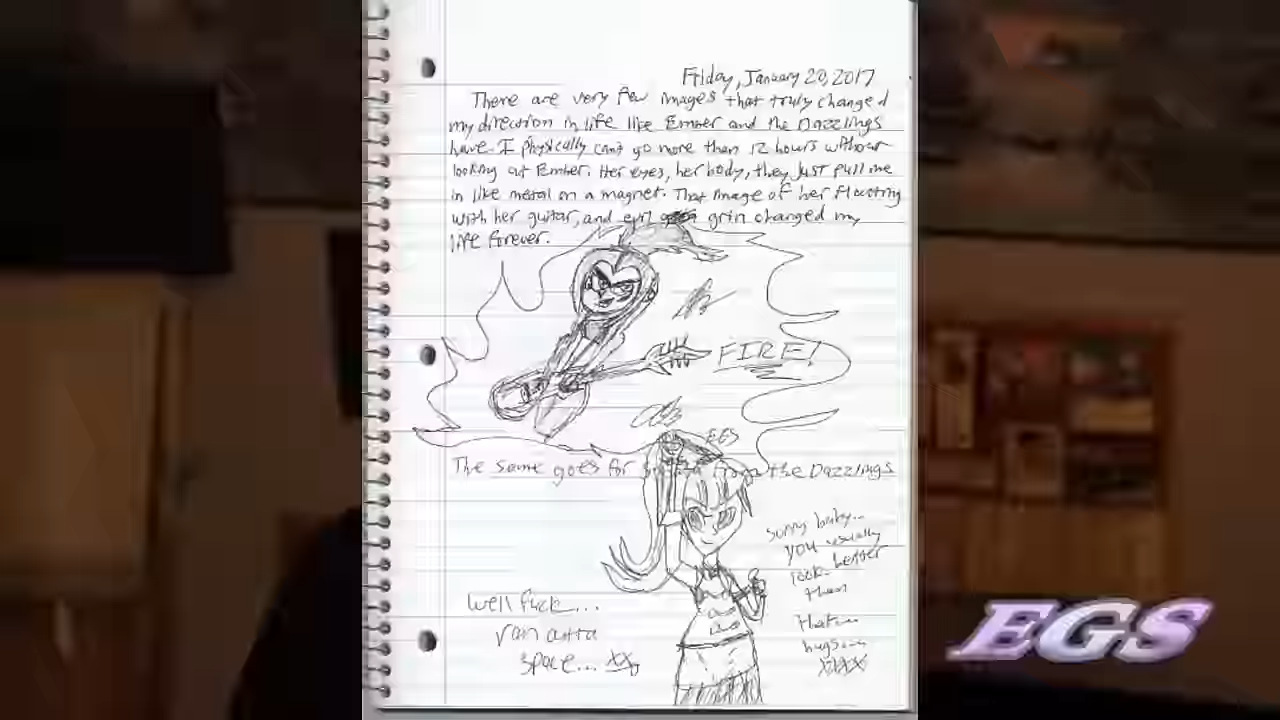 Friday, January 20, 2017
There are very few images that truly changed
my direction in life like Ember and the Dazzlings
have. I physically can't go more then 12 hours without
looking at Ember. Her eyes, her body, they just pull me
in like metal on a magnet. That image of her floating
with her guitar, and evil grin changed my
life forever.
FIRE!
EGS
The same goes for from the Dazzlings
Sorry baby...
you usually
look better
then
that...
hugs...
XXXX
Well fuck...
ran outta
space... XX
EGS